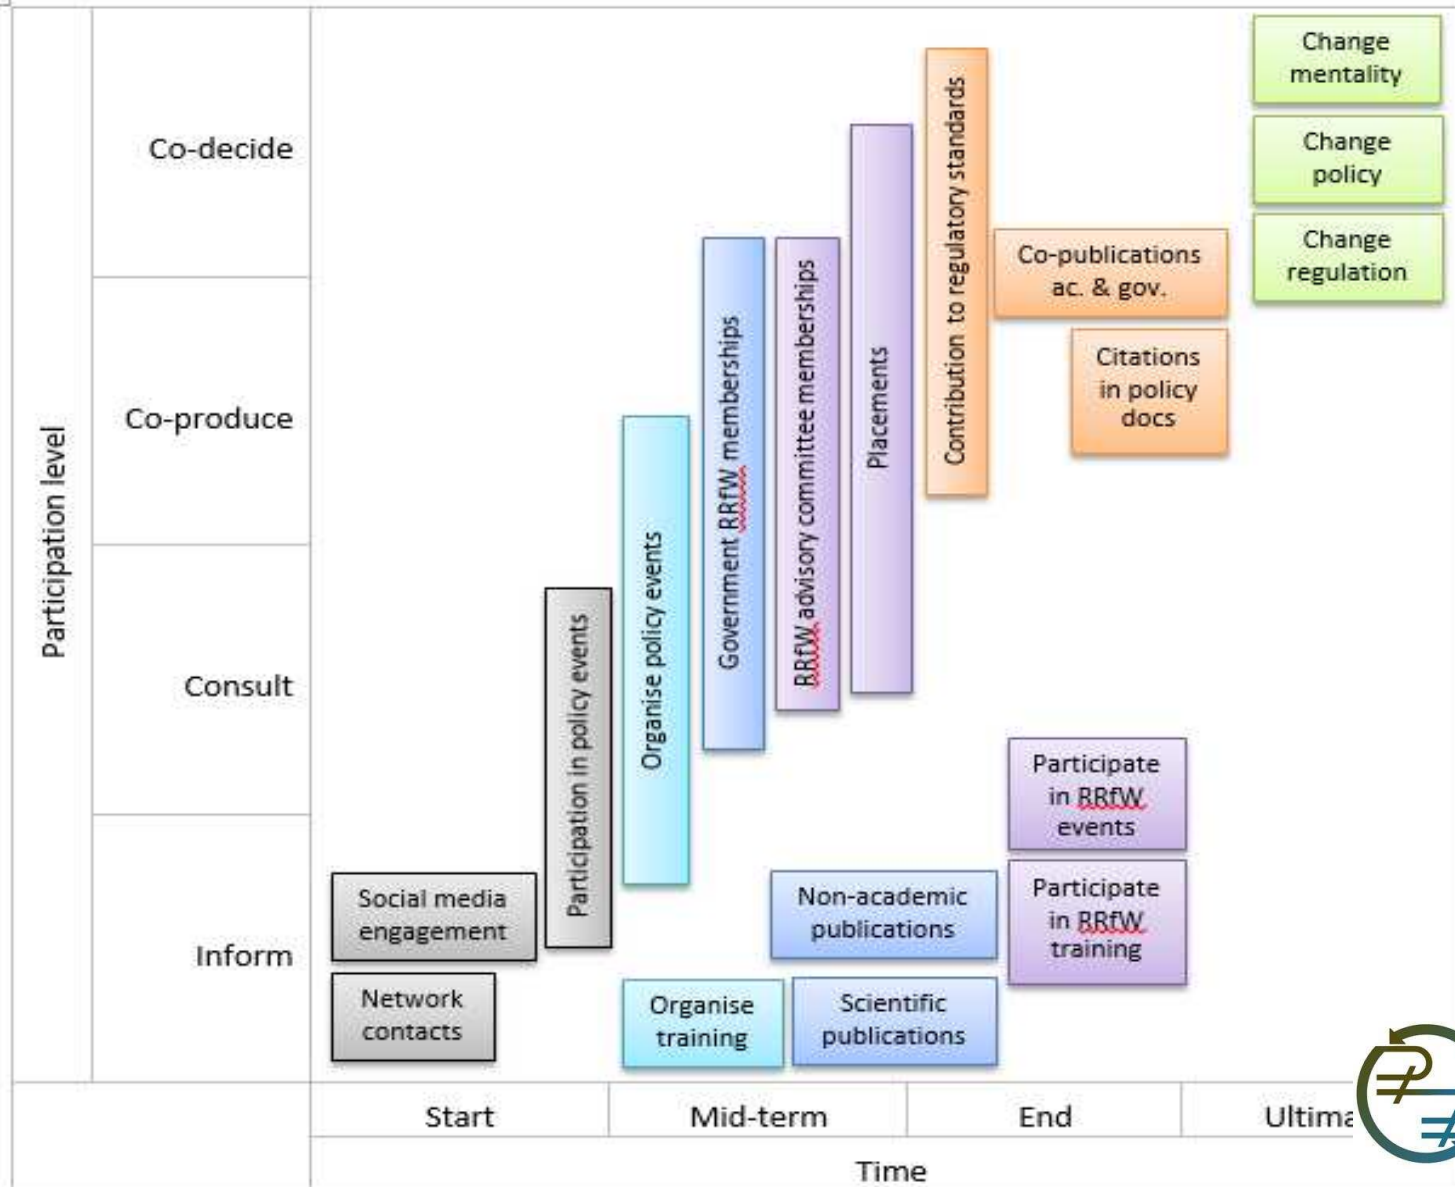 Participation level
Co-decide
Co-produce
Consult
Inform
Change
mentality
Change
policy
Change
regulation
Contribution to regulatory standards
Placements
RRfW advisory committee memberships
Government RRfW memberships
Organise policy events
Participation in policy events
Co-publications
ac. & gov.
Citations
in policy
docs
Participate
in RRfW
events
Participate
in RRfW
training
Social media
engagement
Network
contacts
Non-academic
publications
Organise
training
Scientific
publications
Start
Mid-term
End
Time